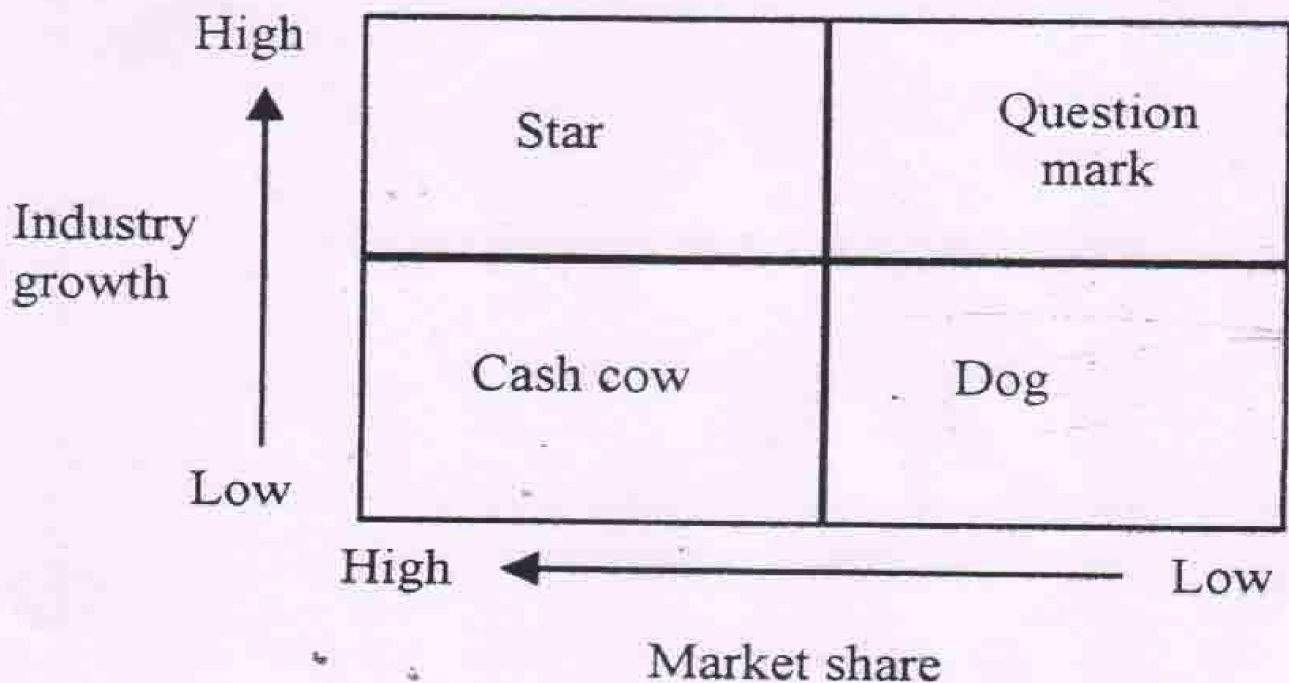 High
Star
Question
mark
Industry
growth
Cash cow
Dog
Low
High
Low
Market share